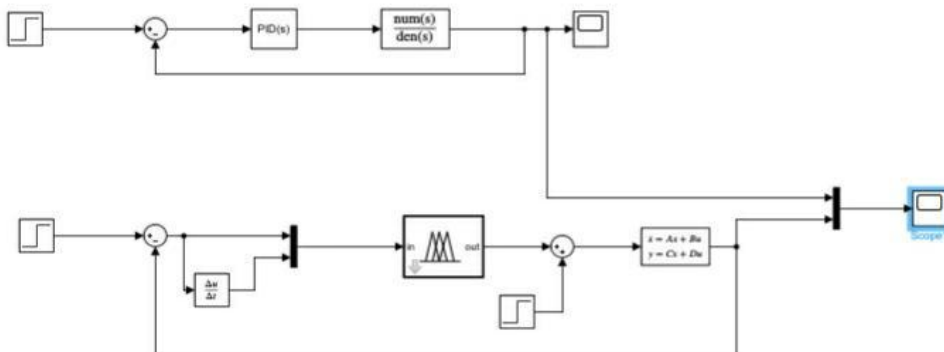 PID(s)
num(s)
den(s)
in
out
ẋ = Ax + Bu
y = Cx + Du
Δu
Δt
Scope